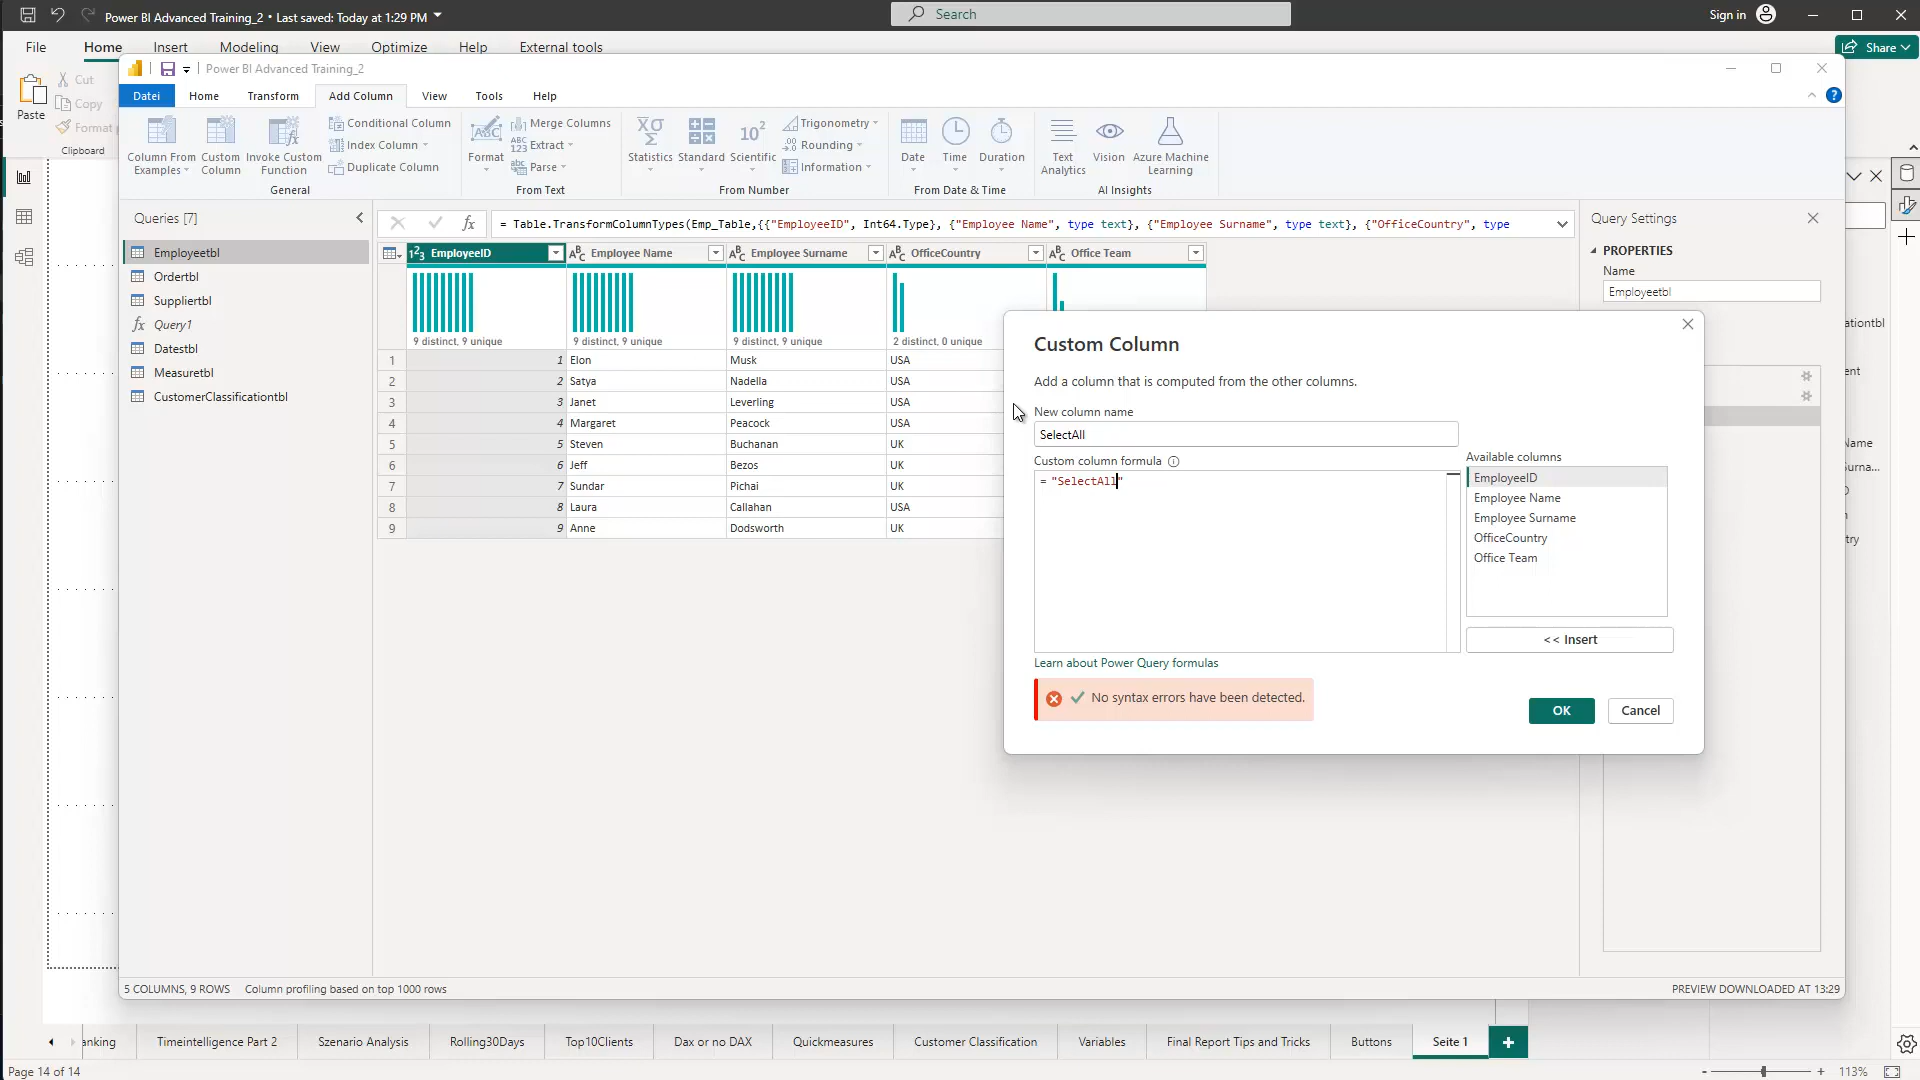 Power BI Advanced Training_2 • Last saved: Today at 1:29 PM
Search
Sign in
File
Home
Insert
Modeling
View
Optimize
Help
External tools
Share
Paste
Cut
Copy
Format
Clipboard
Power BI Advanced Training_2
Datei
Home
Transform
Add Column
View
Tools
Help
Column From
Examples
Custom
Column
Invoke Custom
Function
Conditional Column
Index Column
Duplicate Column
General
Format
Merge Columns
Extract
Parse
From Text
Statistics
Standard
Scientific
Trigonometry
Rounding
Information
From Number
Date
Time
Duration
From Date & Time
Text
Analytics
Vision
Azure Machine
Learning
AI Insights
Queries [7]
Employeetbl
Ordertbl
Suppliertbl
Query1
Datestbl
Measuretbl
CustomerClassificationtbl
= Table.TransformColumnTypes(Emp_Table,{{"EmployeeID", Int64.Type}, {"Employee Name", type text}, {"Employee Surname", type text}, {"OfficeCountry", type
EmployeeID
Employee Name
Employee Surname
OfficeCountry
Office Team
9 distinct, 9 unique
9 distinct, 9 unique
9 distinct, 9 unique
2 distinct, 0 unique
1 1 Elon Musk USA
2 2 Satya Nadella USA
3 3 Janet Leverling USA
4 4 Margaret Peacock USA
5 5 Steven Buchanan UK
6 6 Jeff Bezos UK
7 7 Sundar Pichai UK
8 8 Laura Callahan USA
9 9 Anne Dodsworth UK
Query Settings
PROPERTIES
Name
Employeetbl
Custom Column
Add a column that is computed from the other columns.
New column name
SelectAll
Custom column formula
= "SelectAll"
Available columns
EmployeeID
Employee Name
Employee Surname
OfficeCountry
Office Team
<< Insert
Learn about Power Query formulas
No syntax errors have been detected.
OK
Cancel
5 COLUMNS, 9 ROWS
Column profiling based on top 1000 rows
PREVIEW DOWNLOADED AT 13:29
anking
Timeintelligence Part 2
Szenario Analysis
Rolling30Days
Top10Clients
Dax or no DAX
Quickmeasures
Customer Classification
Variables
Final Report Tips and Tricks
Buttons
Seite 1
Page 14 of 14
113%